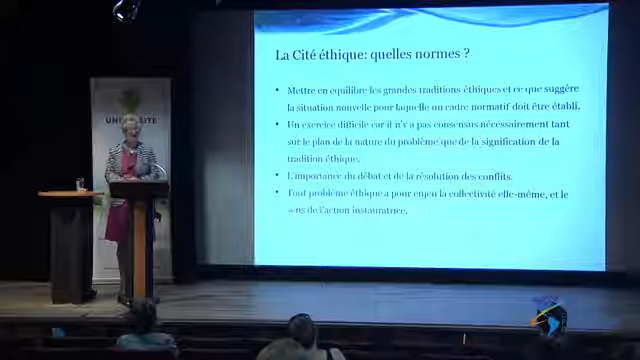 La Cité éthique: quelles normes ?
• Mettre en equilibre les grandes traditions éthiques et ce que suggère
la situation nouvelle pour laquelle un cadre normatif doit être établi.
• Un exercice difficile car il n'y a pas consensus nécessairement tant
sur le plan de la nature du problème que de la signification de la
tradition éthique.
• L'importance du débat et de la résolution des conflits.
• Tout problème éthique a pour enjeu la collectivité elle-même, et le
sens de l'action instauratrice.